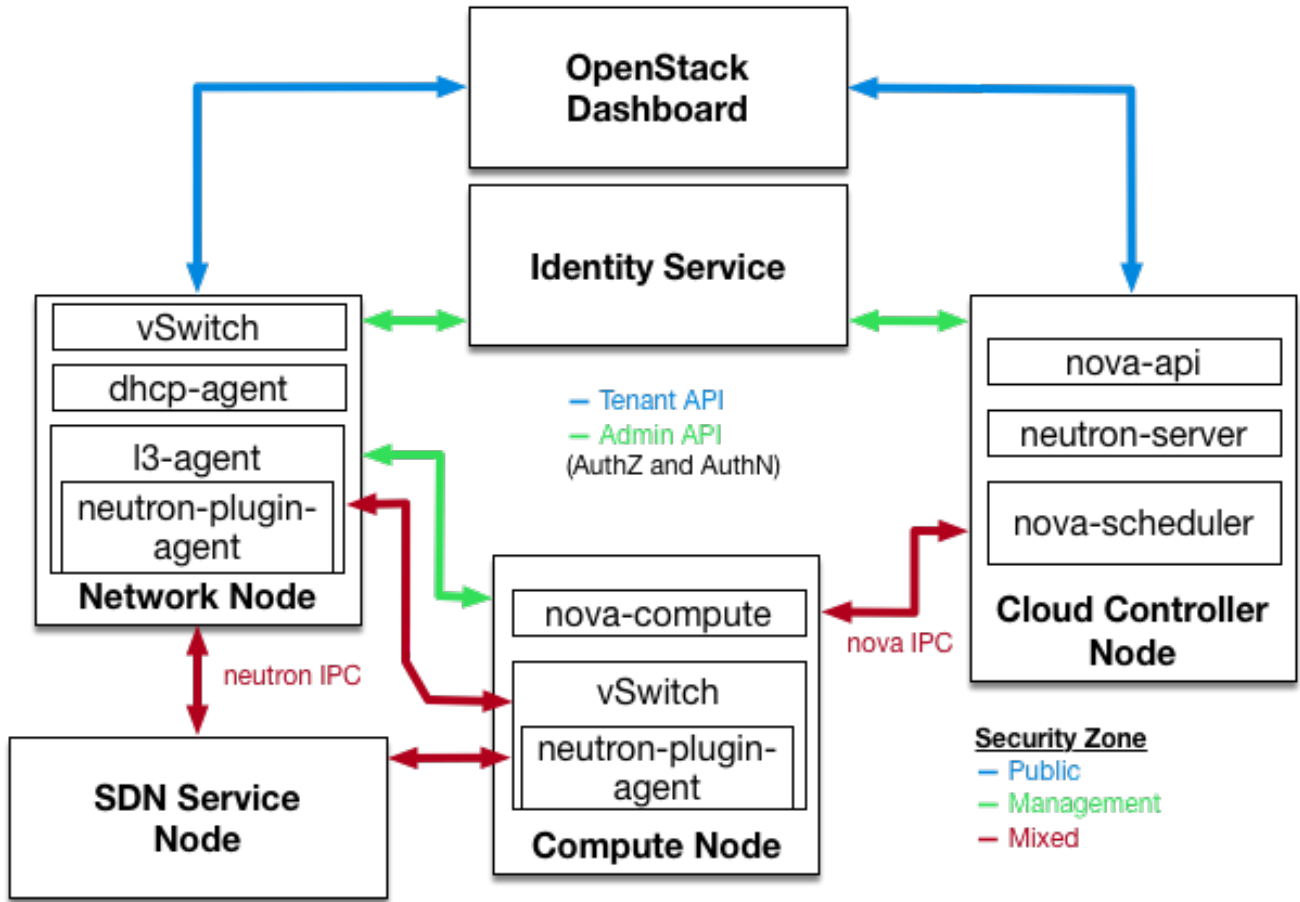 OpenStack
Dashboard
Identity Service
vSwitch
dhcp-agent
l3-agent
neutron-plugin-
agent
Network Node
— Tenant API
— Admin API
(AuthZ and AuthN)
nova-api
neutron-server
nova-scheduler
Cloud Controller
Node
nova-compute
vSwitch
neutron-plugin-
agent
Compute Node
nova IPC
neutron IPC
SDN Service
Node
Security Zone
— Public
— Management
— Mixed